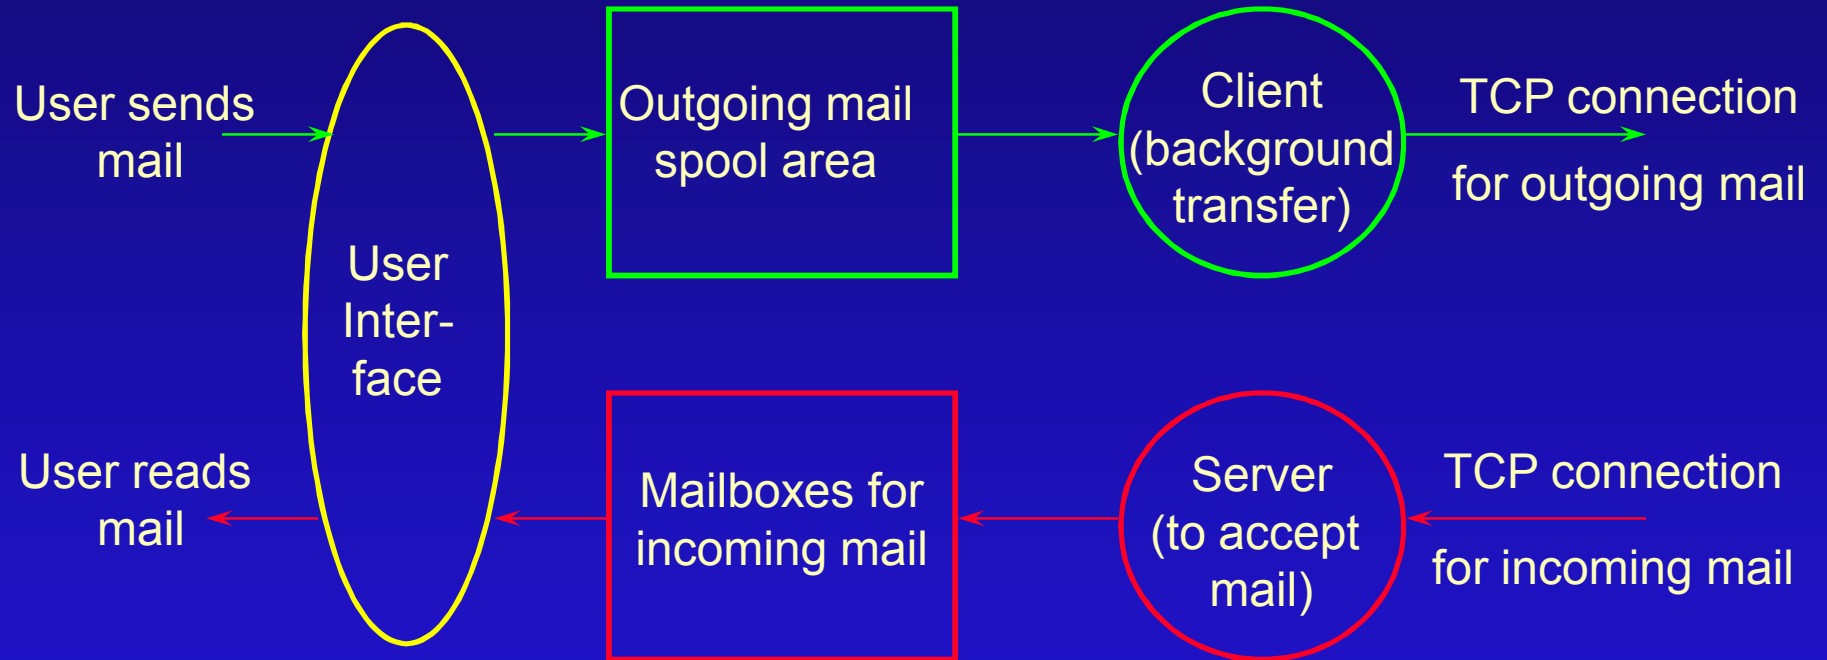 User sends
mail
User
Inter-
face
Outgoing mail
spool area
Client
(background
transfer)
TCP connection
for outgoing mail
User reads
mail
Mailboxes for
incoming mail
Server
(to accept
mail)
TCP connection
for incoming mail